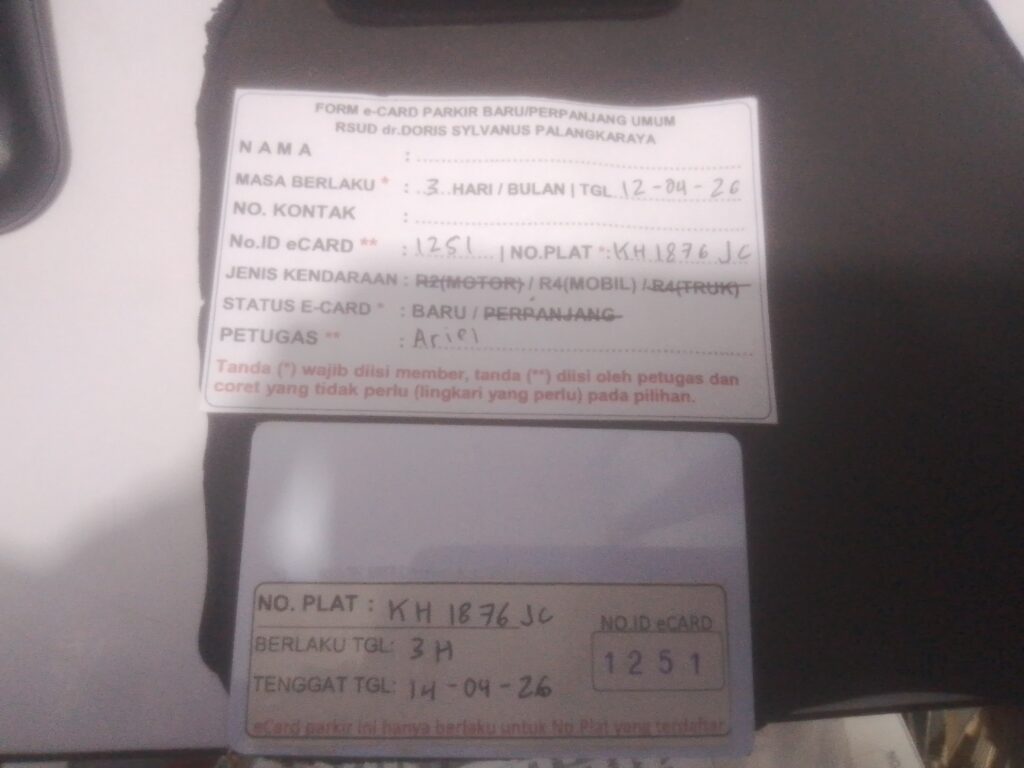 FORM e-CARD PARKIR BARU/PERPANJANG UMUM
RSUD dr.DORIS SYLVANUS PALANGKARAYA
N A M A : ........................
MASA BERLAKU * : ..3..HARI / BULAN | TGL 12-04-26
NO. KONTAK : ........................
No.ID eCARD ** : 1251 | NO.PLAT *: KH 1876 JC
JENIS KENDARAAN : R2(MOTOR) / R4(MOBIL) / R4(TRUK)
STATUS E-CARD * : BARU / PERPANJANG
PETUGAS ** : Ariel
Tanda (*) wajib diisi member, tanda (**) diisi oleh petugas dan
coret yang tidak perlu (lingkari yang perlu) pada pilihan.
NO. PLAT : KH 1876 JC
NO.ID eCARD
BERLAKU TGL: 3 H
1 2 5 1
TENGGAT TGL: 14-04-26
eCard parkir ini hanya berlaku untuk No Plat yang terdaftar